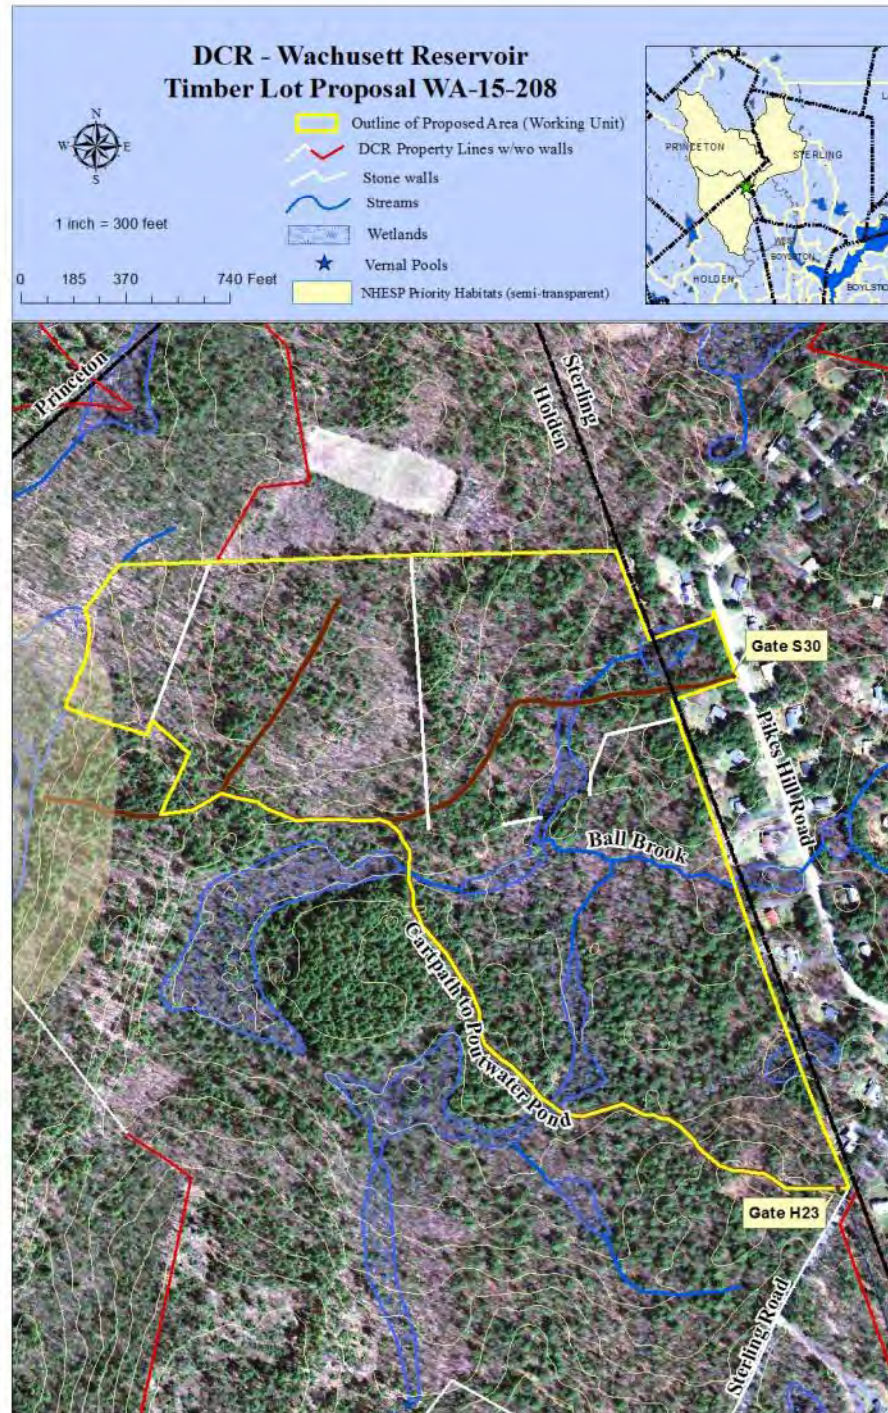 DCR - Wachusett Reservoir
Timber Lot Proposal WA-15-208
N
W E
S
1 inch = 300 feet
0 185 370 740 Feet
Outline of Proposed Area (Working Unit)
DCR Property Lines w/wo walls
Stone walls
Streams
Wetlands
Vernal Pools
NHESP Priority Habitats (semi-transparent)
PRINCETON
STERLING
BOYLSTON
HOLDEN
BOYLSTON
Princeton
Sterling
Holden
Gate S30
Pikes Hill Road
Ball Brook
Cartpath to Poutwater Pond
Gate H23
Sterling Road